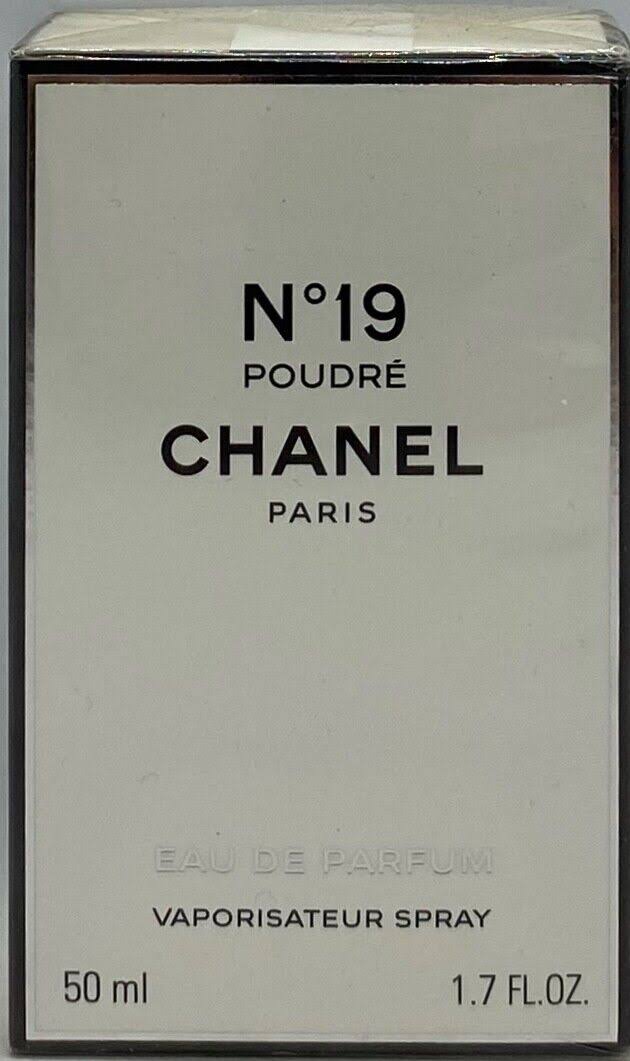 N°19
POUDRÉ
CHANEL
PARIS
EAU DE PARFUM
VAPORISATEUR SPRAY
50 ml 1.7 FL.OZ.